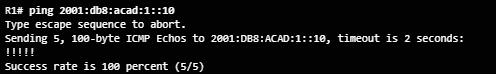 R1# ping 2001:db8:acad:1::10
Type escape sequence to abort.
Sending 5, 100-byte ICMP Echos to 2001:DB8:ACAD:1::10, timeout is 2 seconds:
!!!!!
Success rate is 100 percent (5/5)